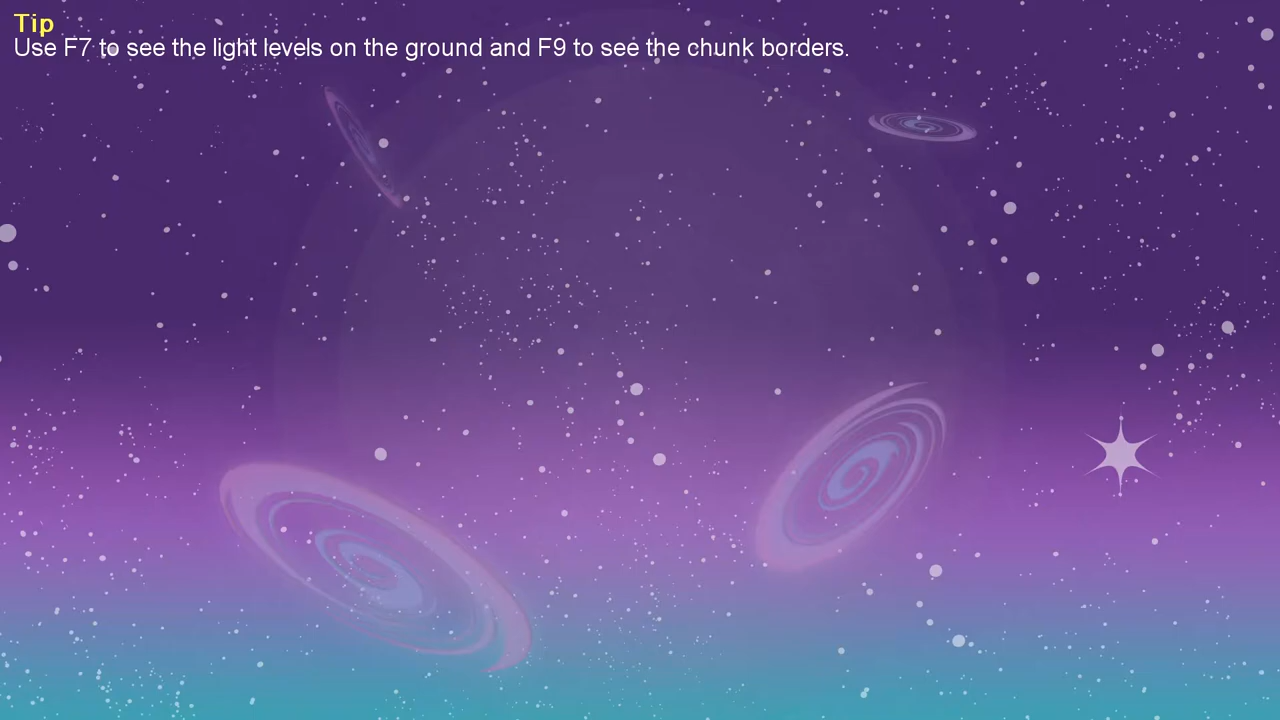 Tip
Use F7 to see the light levels on the ground and F9 to see the chunk borders.